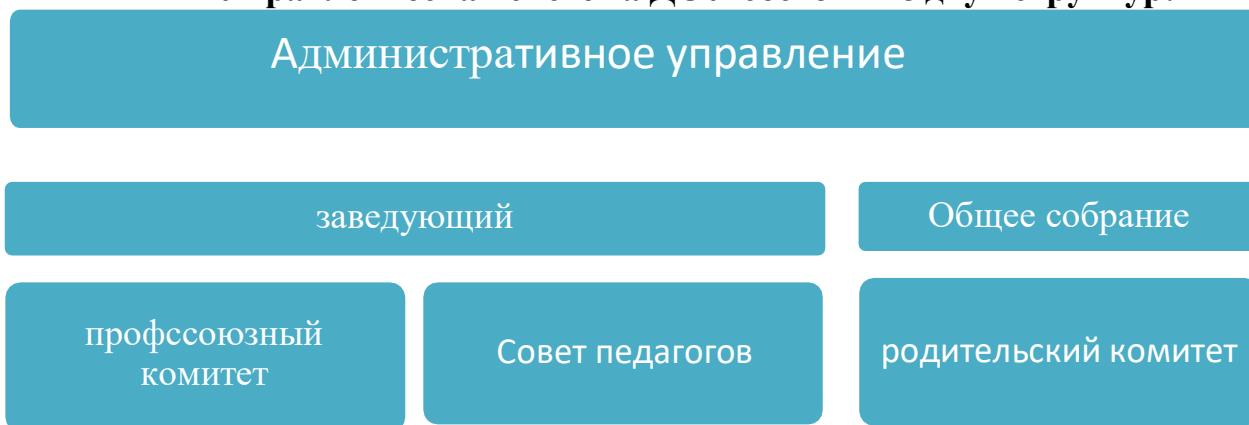 Административное управление
заведующий
Общее собрание
профссоюзный
комитет
Совет педагогов
родительский комитет